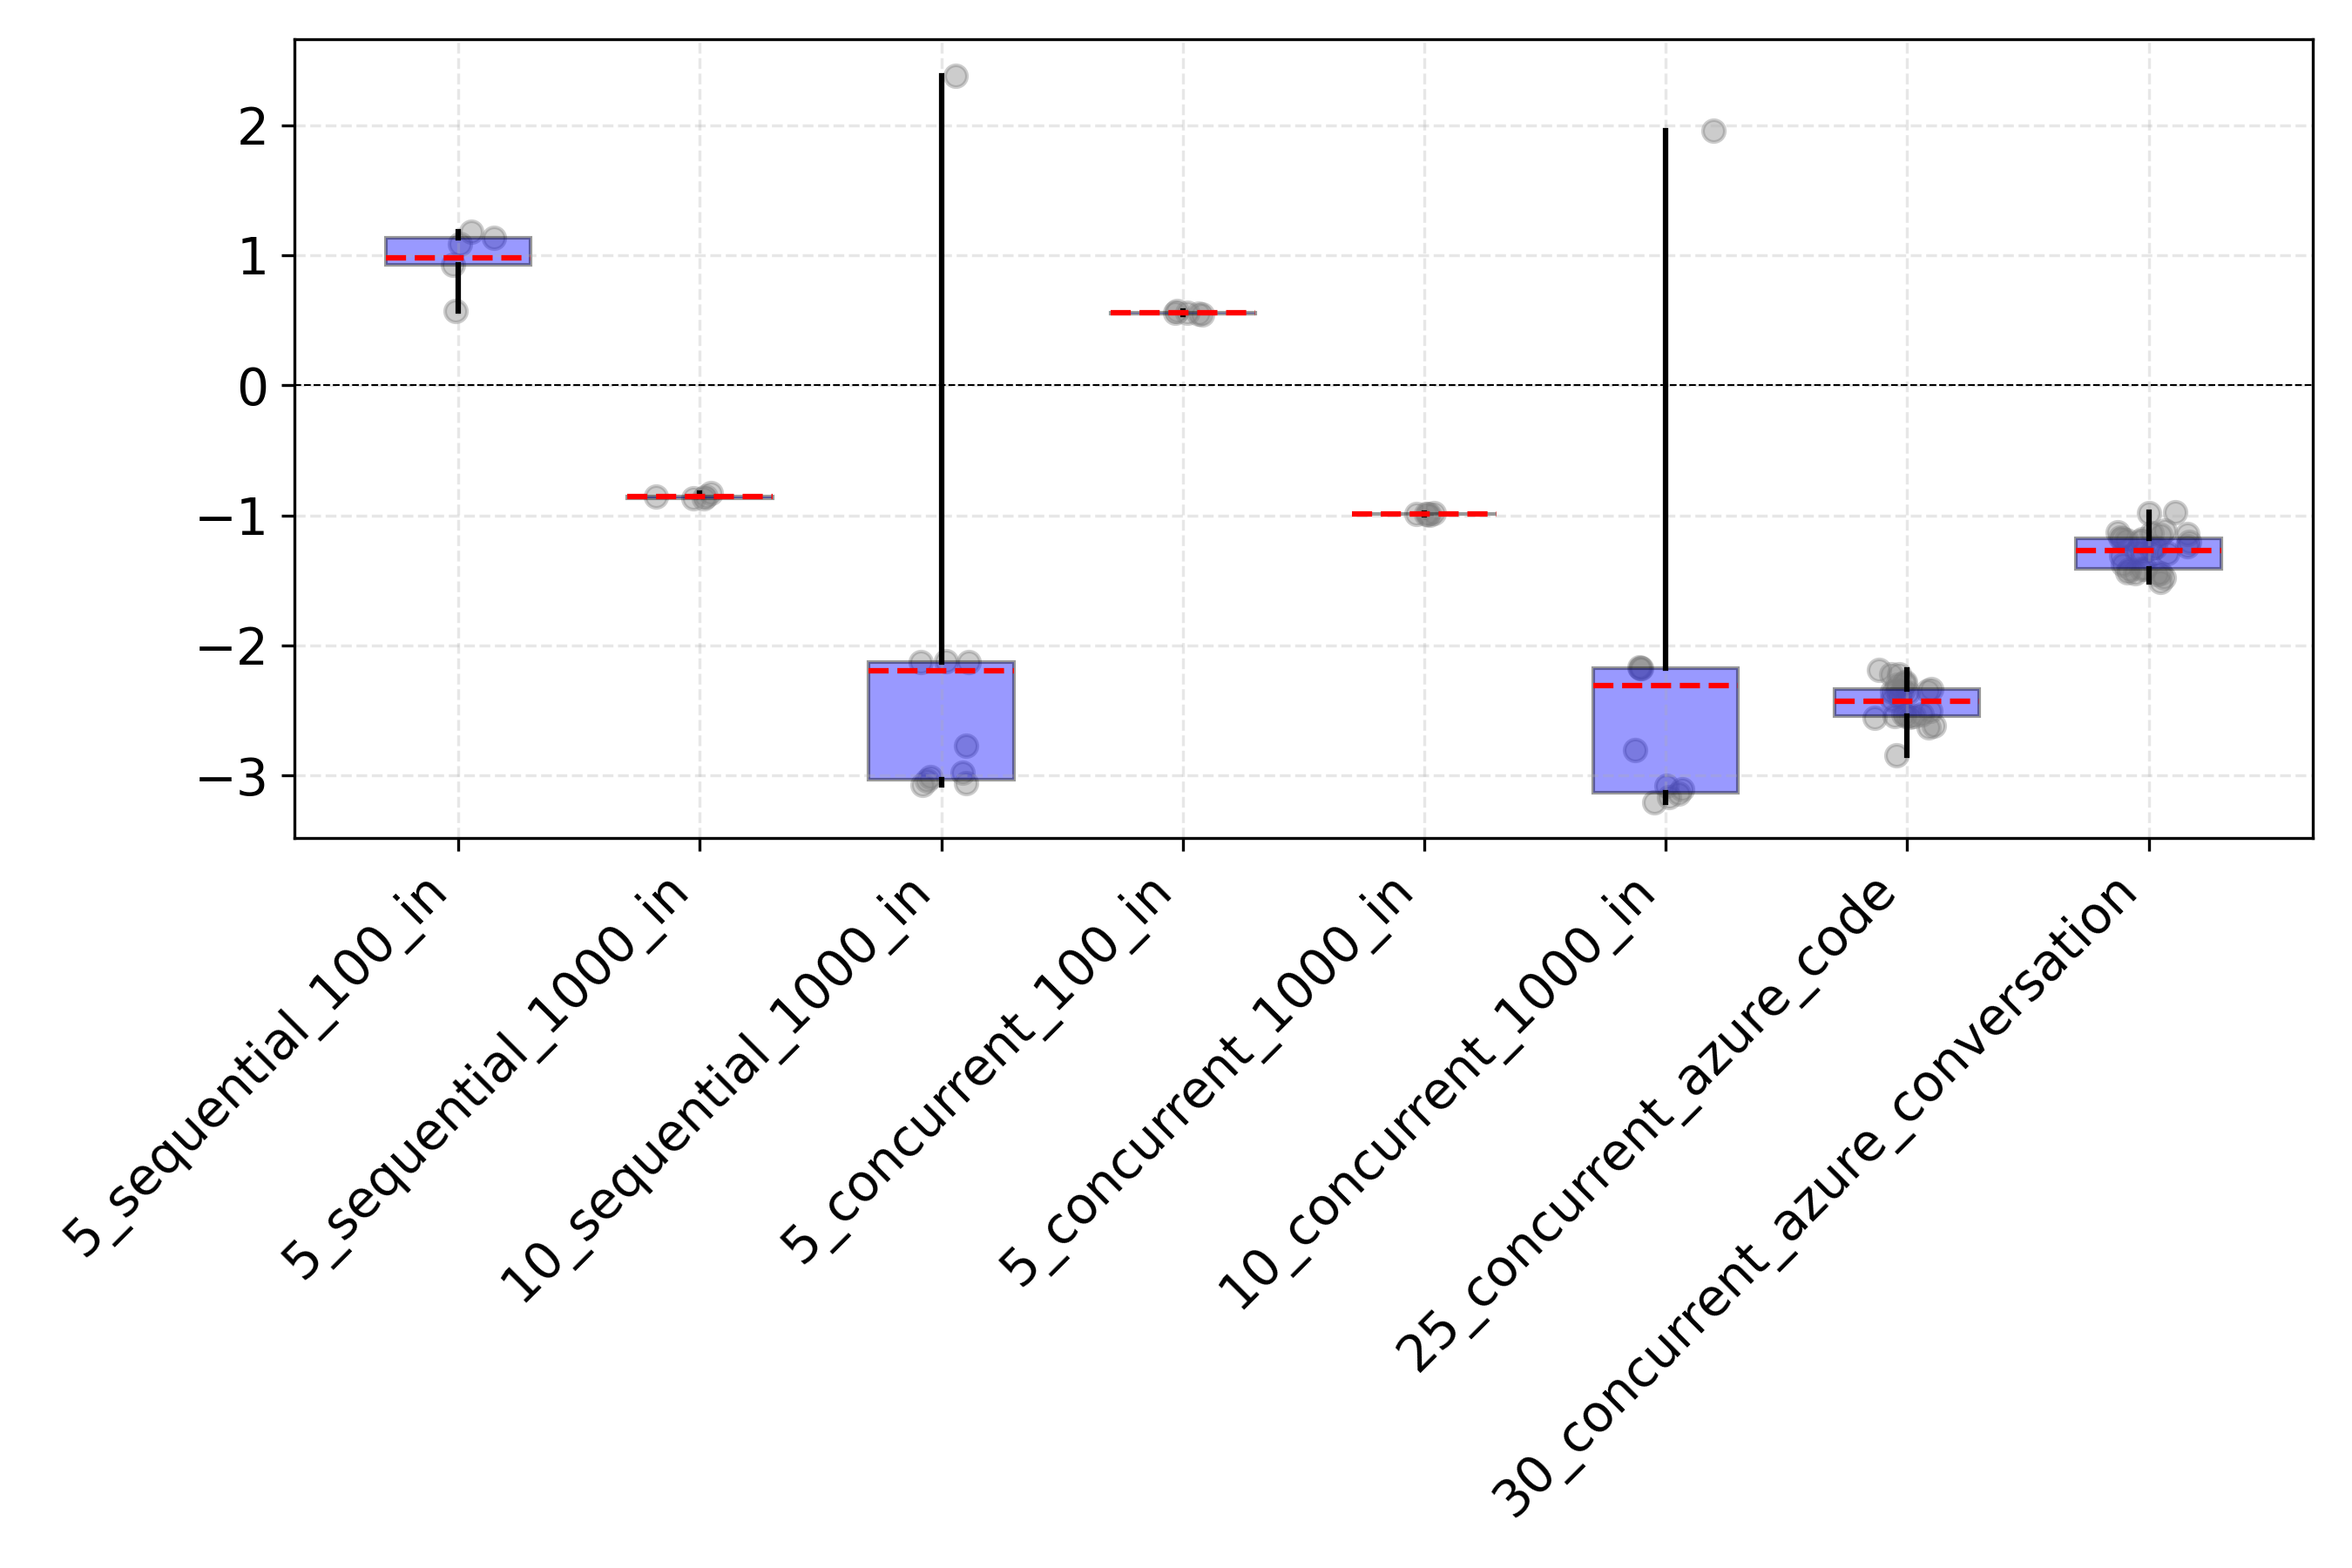 2
1
0
−1
−2
−3
5_sequential_100_in
5_sequential_1000_in
10_sequential_1000_in
5_concurrent_100_in
5_concurrent_1000_in
10_concurrent_1000_in
25_concurrent_azure_code
30_concurrent_azure_conversation